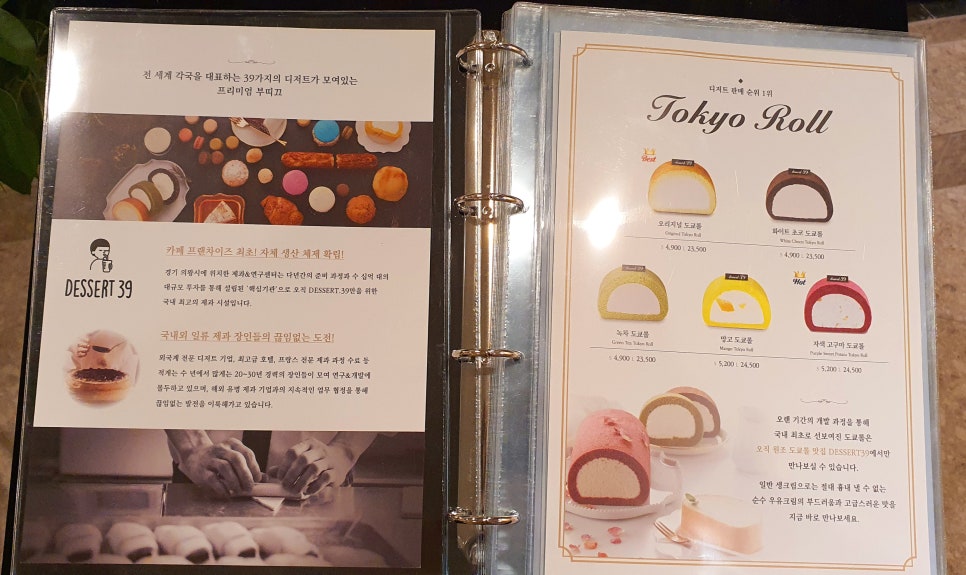 전 세계 각국을 대표하는 39가지의 디저트가 모여있는
프리미엄 부띠끄
카페 프랜차이즈 최초! 자체 생산 체제 확립!
경기 의왕시에 위치한 제과&연구센터는 다년간의 준비 과정과 수 십억 대의
대규모 투자를 통해 설립된 '핵심기관'으로 오직 DESSERT.39만을 위한
국내 최고의 제과 시설입니다.
DESSERT 39
국내외 일류 제과 장인들의 끊임없는 도전!
외국계 전문 디저트 기업, 최고급 호텔, 프랑스 전문 제과 과정 수료 등
적게는 수 년에서 많게는 20~30년 경력의 장인들이 모여 연구&개발에
몰두하고 있으며, 해외 유명 제과 기업과의 지속적인 업무 협정을 통해
끊임없는 발전을 이룩해가고 있습니다.
디저트 판매 순위 1위
Tokyo Roll
Best
오리지널 도쿄롤
Original Tokyo Roll
4,900 | 23,500
화이트 초코 도쿄롤
White Choco Tokyo Roll
4,900 | 23,500
녹차 도쿄롤
Green Tea Tokyo Roll
4,900 | 23,500
망고 도쿄롤
Mango Tokyo Roll
5,200 | 24,500
Hot
자색 고구마 도쿄롤
Purple Sweet Potato Tokyo Roll
5,200 | 24,500
오랜 기간의 개발 과정을 통해
국내 최초로 선보여진 도쿄롤은
오직 원조 도쿄롤 맛집 DESSERT39에서만
만나보실 수 있습니다.
일반 생크림으로는 절대 흉내 낼 수 없는
순수 우유크림의 부드러움과 고급스러운 맛을
지금 바로 만나보세요.